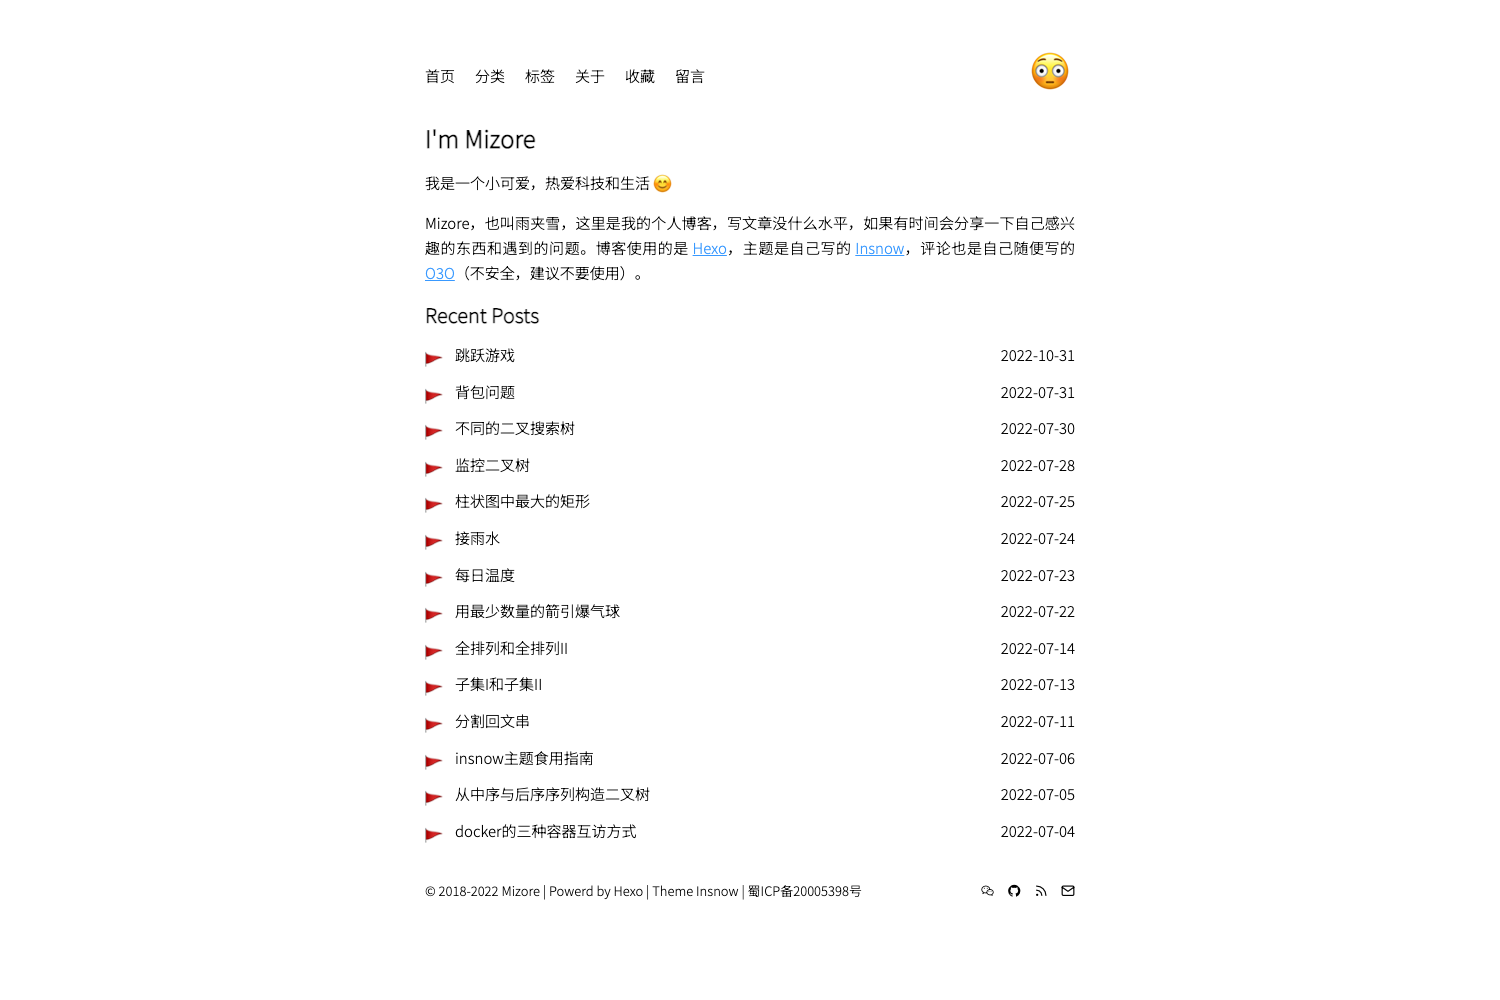 首页 分类 标签 关于 收藏 留言
I'm Mizore
我是一个小可爱，热爱科技和生活 😊
Mizore，也叫雨夹雪，这里是我的个人博客，写文章没什么水平，如果有时间会分享一下自己感兴
趣的东西和遇到的问题。博客使用的是 Hexo，主题是自己写的 Insnow，评论也是自己随便写的
O3O（不安全，建议不要使用）。
Recent Posts
跳跃游戏 2022-10-31
背包问题 2022-07-31
不同的二叉搜索树 2022-07-30
监控二叉树 2022-07-28
柱状图中最大的矩形 2022-07-25
接雨水 2022-07-24
每日温度 2022-07-23
用最少数量的箭引爆气球 2022-07-22
全排列和全排列II 2022-07-14
子集I和子集II 2022-07-13
分割回文串 2022-07-11
insnow主题食用指南 2022-07-06
从中序与后序序列构造二叉树 2022-07-05
docker的三种容器互访方式 2022-07-04
© 2018-2022 Mizore | Powerd by Hexo | Theme Insnow | 蜀ICP备20005398号